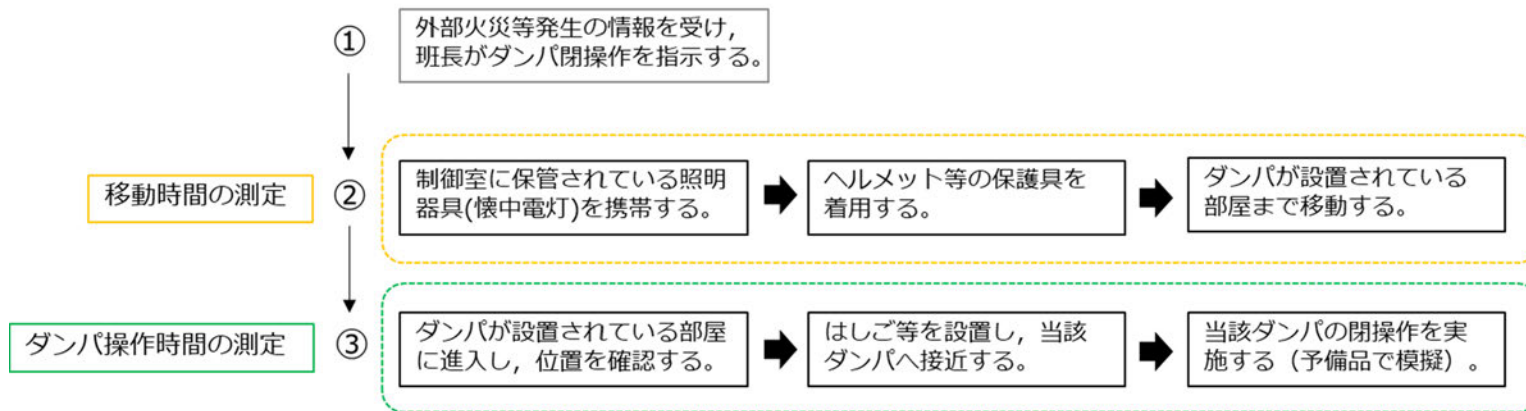 ①
外部火災等発生の情報を受け,
班長がダンパ閉操作を指示する。
移動時間の測定
②
制御室に保管されている照明
器具(懐中電灯)を携帯する。
ヘルメット等の保護具を
着用する。
ダンパが設置されている
部屋まで移動する。
ダンパ操作時間の測定
③
ダンパが設置されている部屋
に進入し，位置を確認する。
はしご等を設置し，当該
ダンパへ接近する。
当該ダンパの閉操作を実
施する（予備品で模擬）。